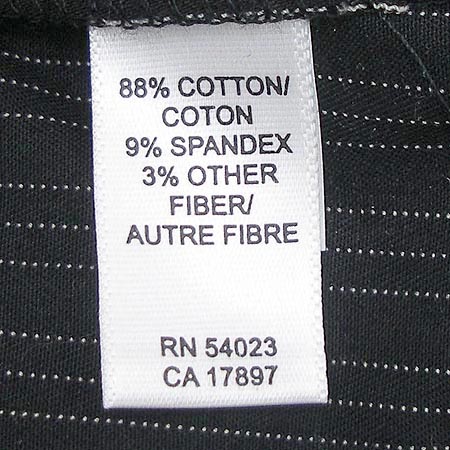 88% COTTON/
COTON
9% SPANDEX
3% OTHER
FIBER/
AUTRE FIBRE
RN 54023
CA 17897